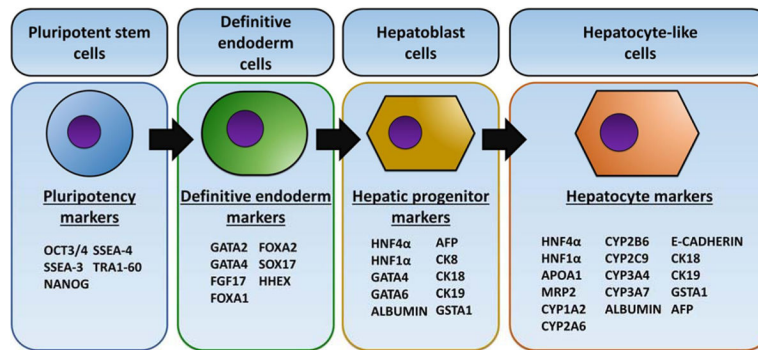 Pluripotent stem
cells
Definitive
endoderm
cells
Hepatoblast
cells
Hepatocyte-like
cells
Pluripotency
markers
OCT3/4 SSEA-4
SSEA-3 TRA1-60
NANOG
Definitive endoderm
markers
GATA2 FOXA2
GATA4 SOX17
FGF17 HHEX
FOXA1
Hepatic progenitor
markers
HNF4α AFP
HNF1α CK8
GATA4 CK18
GATA6 CK19
ALBUMIN GSTA1
Hepatocyte markers
HNF4α CYP2B6 E-CADHERIN
HNF1α CYP2C9 CK18
APOA1 CYP3A4 CK19
MRP2 CYP3A7 GSTA1
CYP1A2 ALBUMIN AFP
CYP2A6